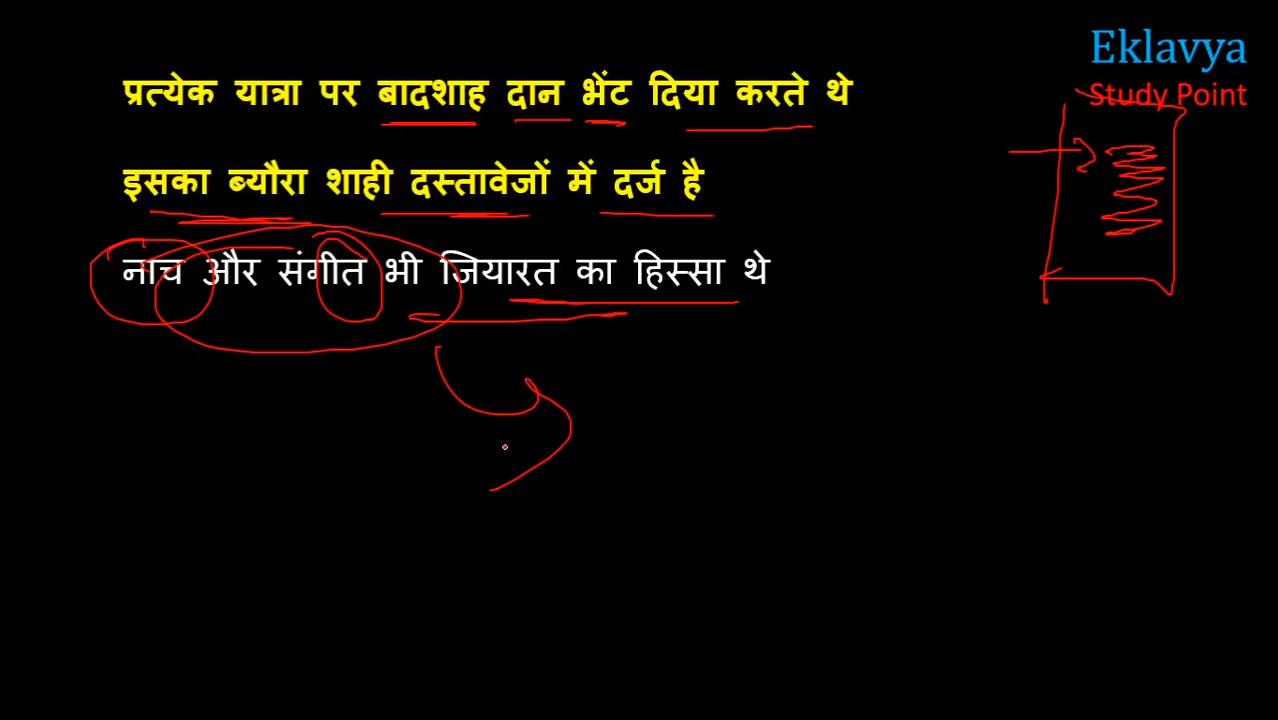 Eklavya
Study Point
प्रत्येक यात्रा पर बादशाह दान भेंट दिया करते थे
इसका ब्यौरा शाही दस्तावेजों में दर्ज है
नाच और संगीत भी जियारत का हिस्सा थे